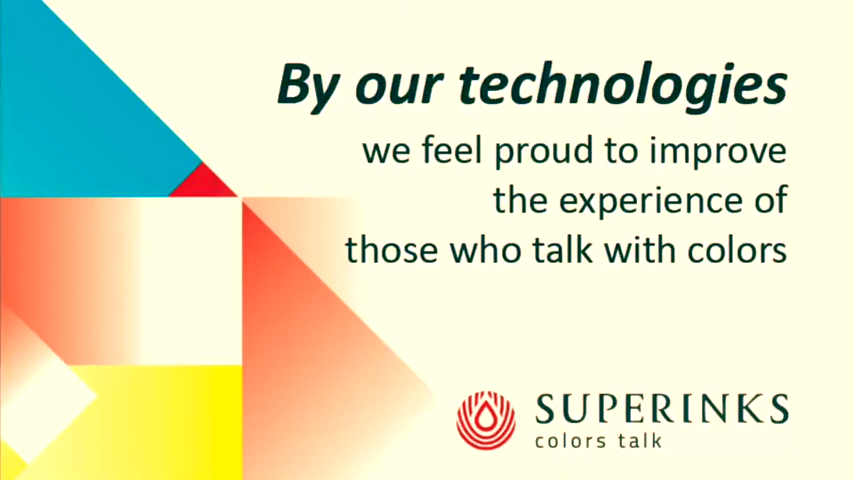 By our technologies
we feel proud to improve
the experience of
those who talk with colors
SUPERINKS
colors talk